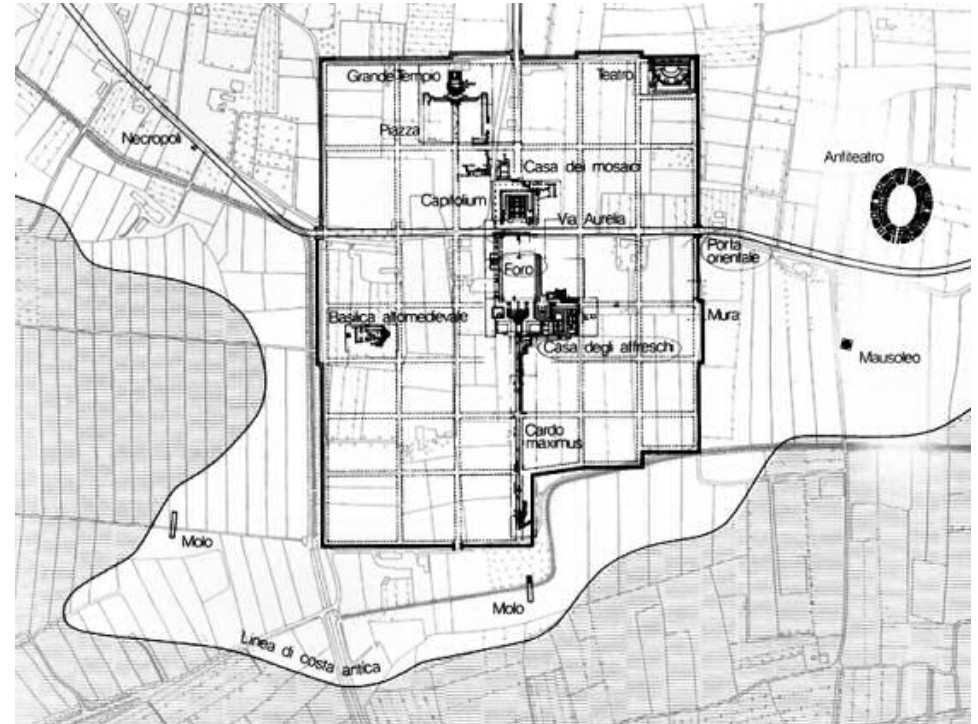 Grande Tempio
Teatro
Necropoli
Piazza
Casa dei mosaici
Anfiteatro
Capitolium
Via Aurelia
Porta
orientale
Foro
Basilica altomedievale
Mura
Casa degli affreschi
Mausoleo
Cardo
maximus
Molo
Molo
Linea di costa antica